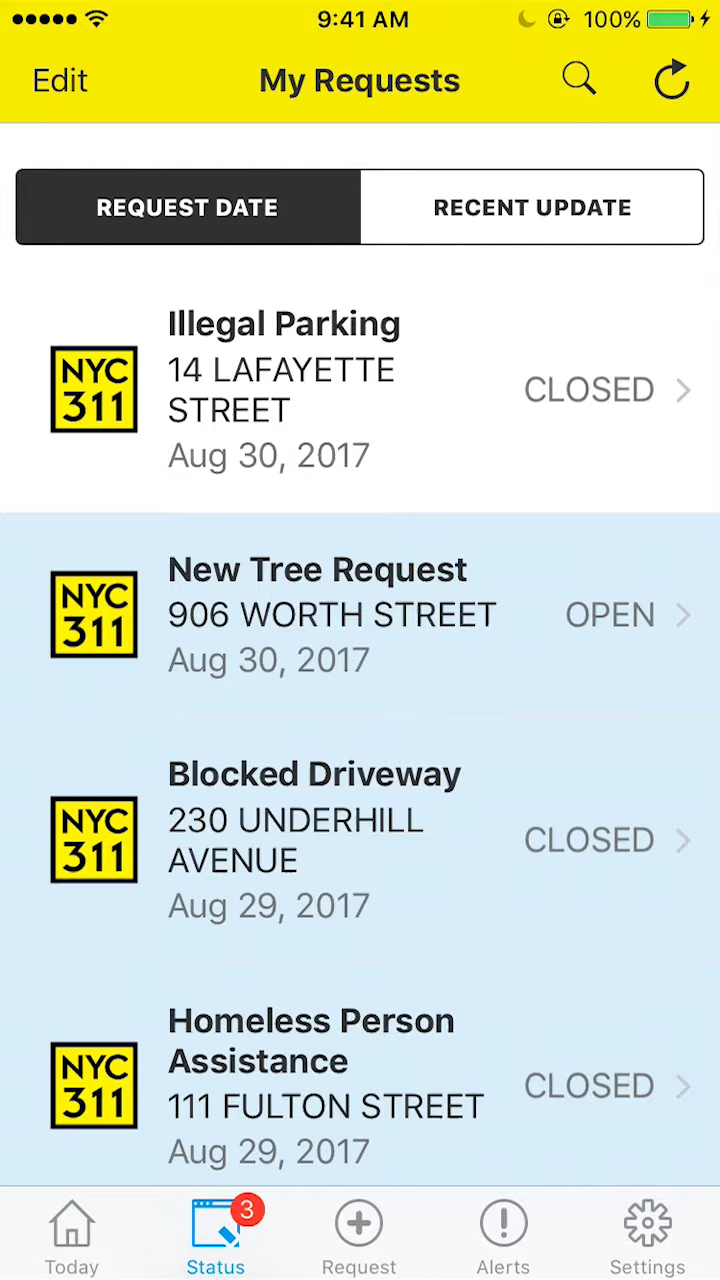 9:41 AM
100%
Edit
My Requests
REQUEST DATE
RECENT UPDATE
Illegal Parking
NYC
311
14 LAFAYETTE
STREET
CLOSED
Aug 30, 2017
New Tree Request
NYC
311
906 WORTH STREET
OPEN
Aug 30, 2017
Blocked Driveway
NYC
311
230 UNDERHILL
AVENUE
CLOSED
Aug 29, 2017
Homeless Person
Assistance
NYC
311
111 FULTON STREET
CLOSED
Aug 29, 2017
3
Today
Status
Request
Alerts
Settings